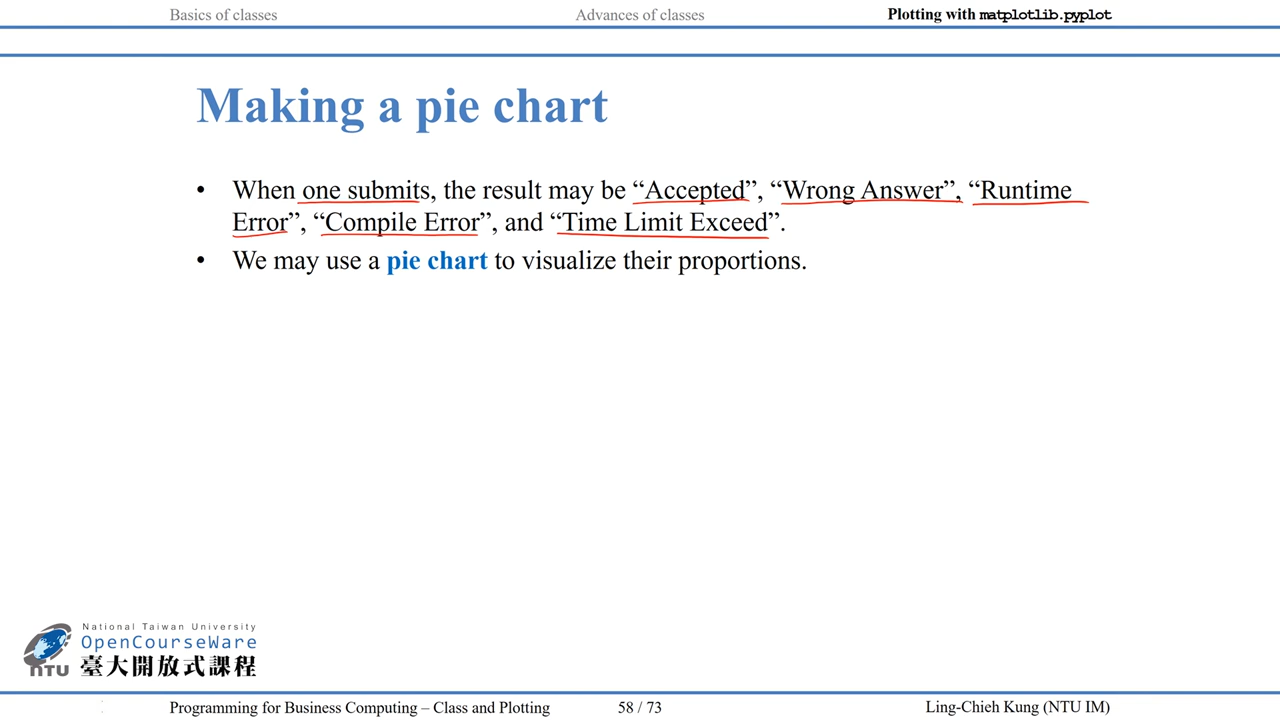 Basics of classes
Advances of classes
Plotting with matplotlib.pyplot
Making a pie chart
• When one submits, the result may be “Accepted”, “Wrong Answer”, “Runtime
Error”, “Compile Error”, and “Time Limit Exceed”.
• We may use a pie chart to visualize their proportions.
National Taiwan University
OpenCourseWare
臺大開放式課程
NTU
Programming for Business Computing – Class and Plotting
58 / 73
Ling-Chieh Kung (NTU IM)